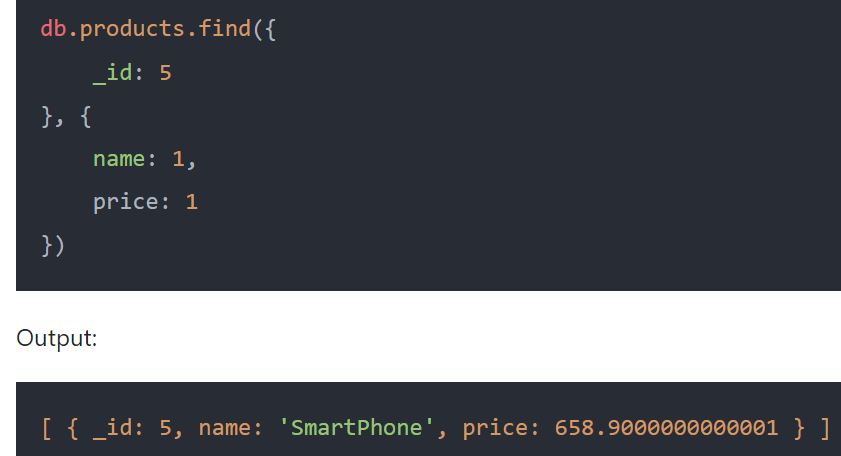 db.products.find({
    _id: 5
}, {
    name: 1,
    price: 1
})
Output:
[ { _id: 5, name: 'SmartPhone', price: 658.9000000000001 } ]